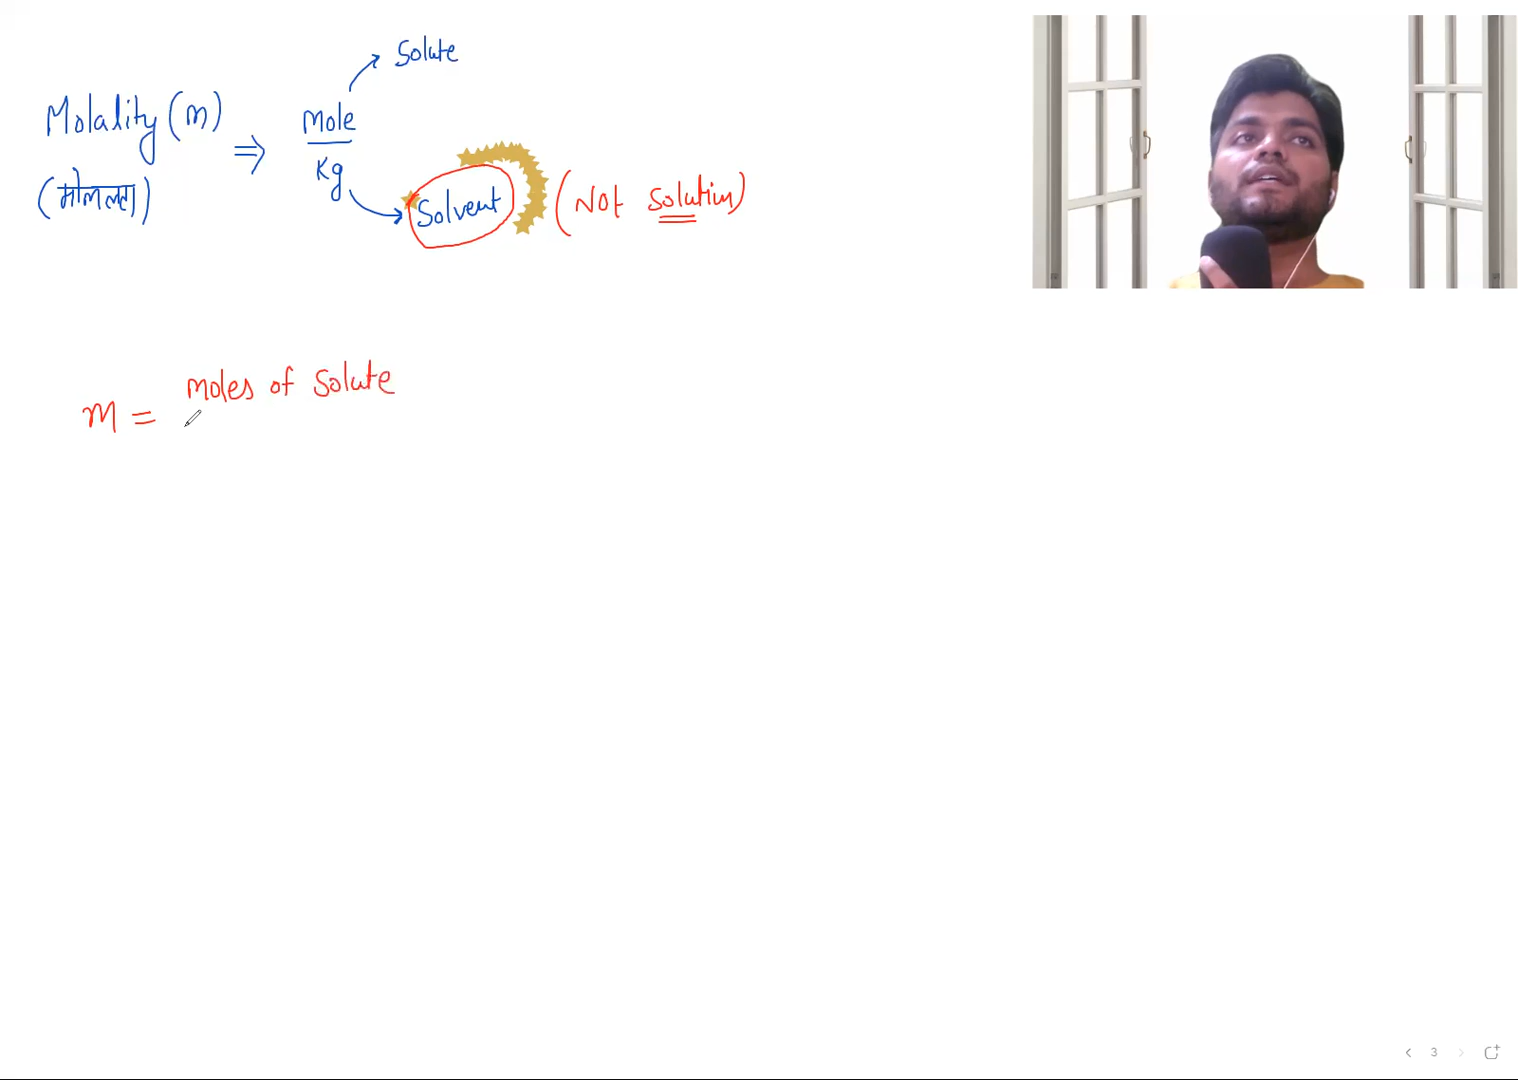 Solute
Molality (m) ⇒ Mole
Kg
(मोललता) Solvent (Not solution)
moles of Solute
m =
3